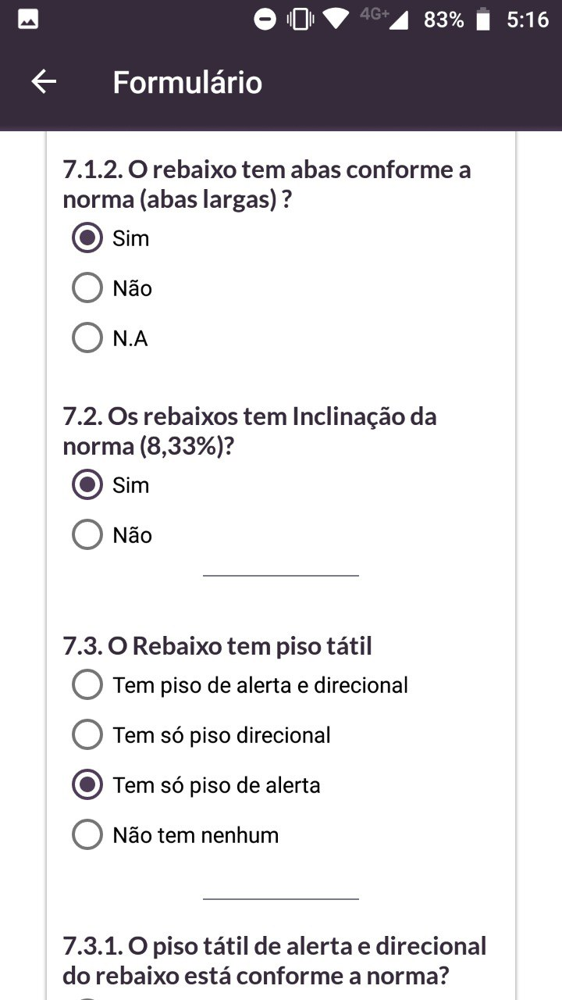 4G+ 83% 5:16
Formulário
7.1.2. O rebaixo tem abas conforme a
norma (abas largas) ?
Sim
Não
N.A
7.2. Os rebaixos tem Inclinação da
norma (8,33%)?
Sim
Não
7.3. O Rebaixo tem piso tátil
Tem piso de alerta e direcional
Tem só piso direcional
Tem só piso de alerta
Não tem nenhum
7.3.1. O piso tátil de alerta e direcional
do rebaixo está conforme a norma?